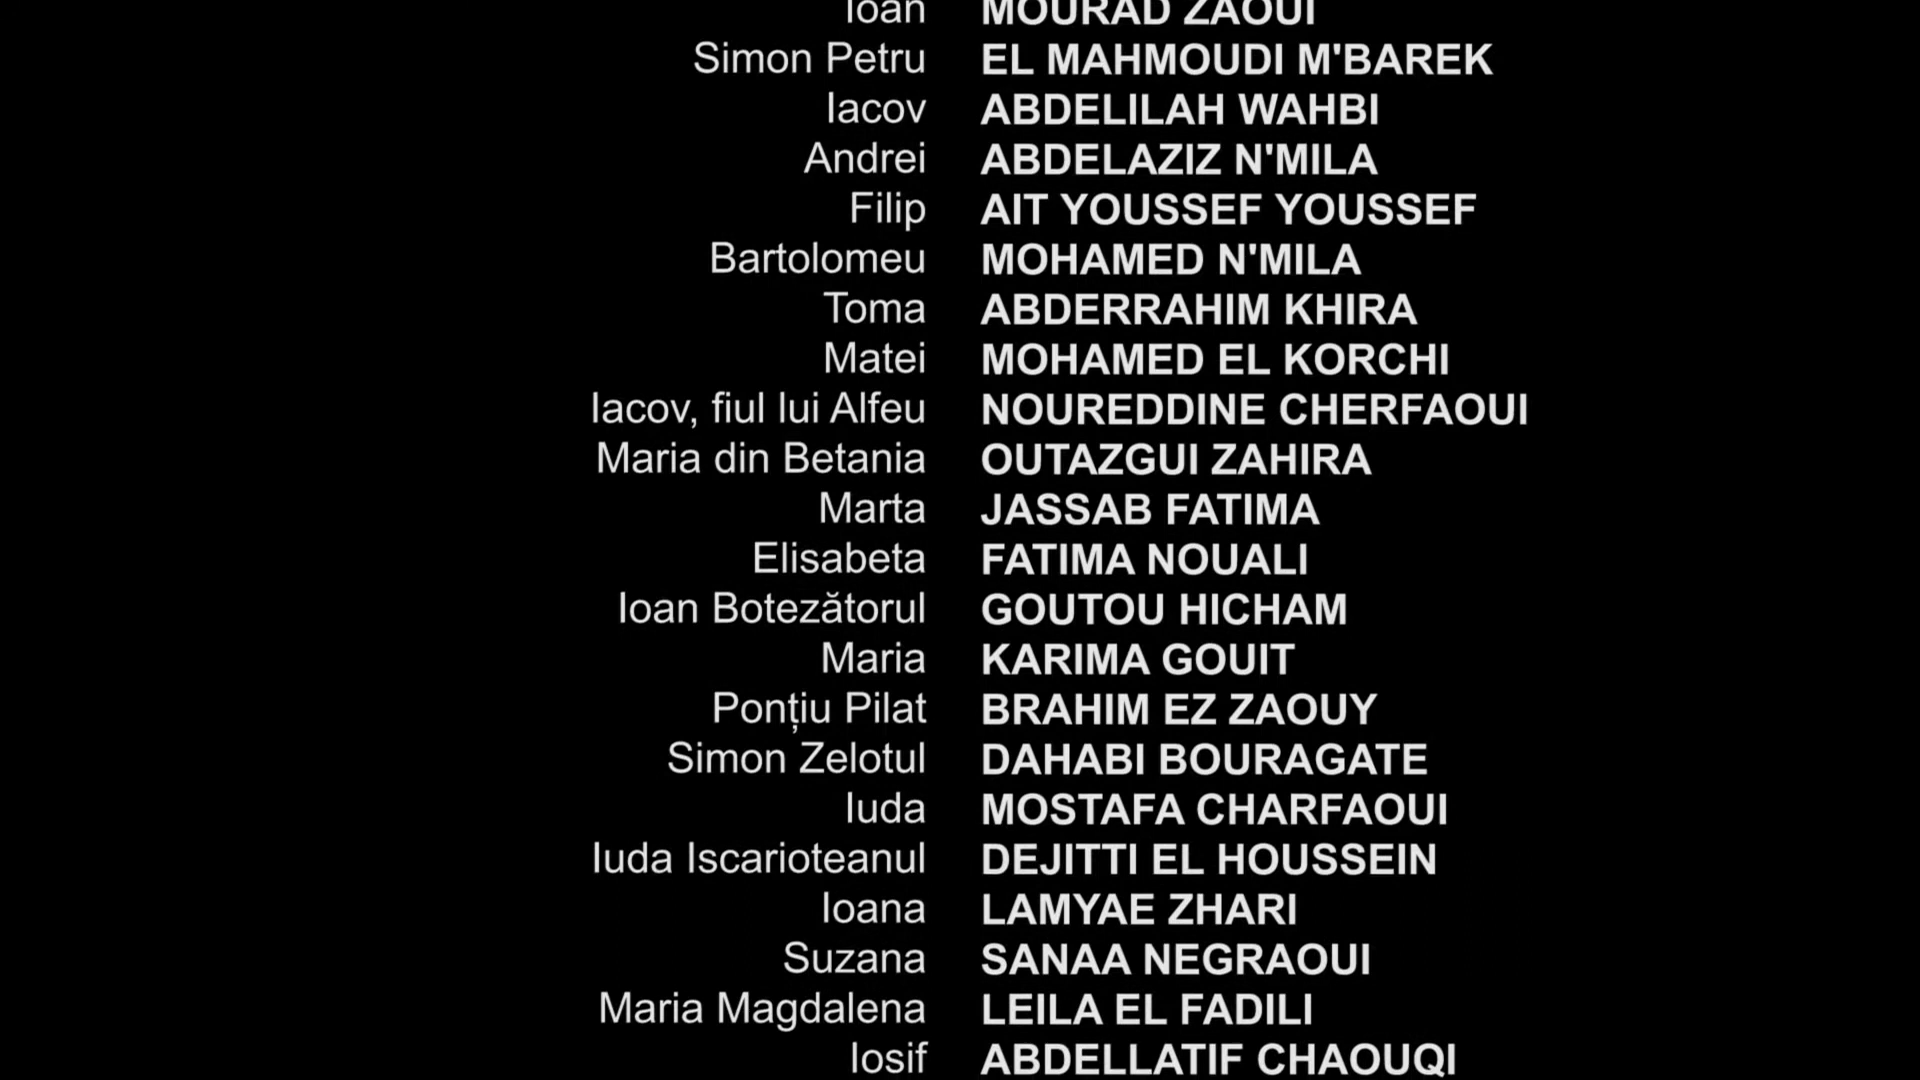 Ioan MOURAD ZAOUI
Simon Petru EL MAHMOUDI M'BAREK
Iacov ABDELILAH WAHBI
Andrei ABDELAZIZ N'MILA
Filip AIT YOUSSEF YOUSSEF
Bartolomeu MOHAMED N'MILA
Toma ABDERRAHIM KHIRA
Matei MOHAMED EL KORCHI
Iacov, fiul lui Alfeu NOUREDDINE CHERFAOUI
Maria din Betania OUTAZGUI ZAHIRA
Marta JASSAB FATIMA
Elisabeta FATIMA NOUALI
Ioan Botezătorul GOUTOU HICHAM
Maria KARIMA GOUIT
Ponțiu Pilat BRAHIM EZ ZAOUY
Simon Zelotul DAHABI BOURAGATE
Iuda MOSTAFA CHARFAOUI
Iuda Iscarioteanul DEJITTI EL HOUSSEIN
Ioana LAMYAE ZHARI
Suzana SANAA NEGRAOUI
Maria Magdalena LEILA EL FADILI
Iosif ABDELLATIF CHAOUQI